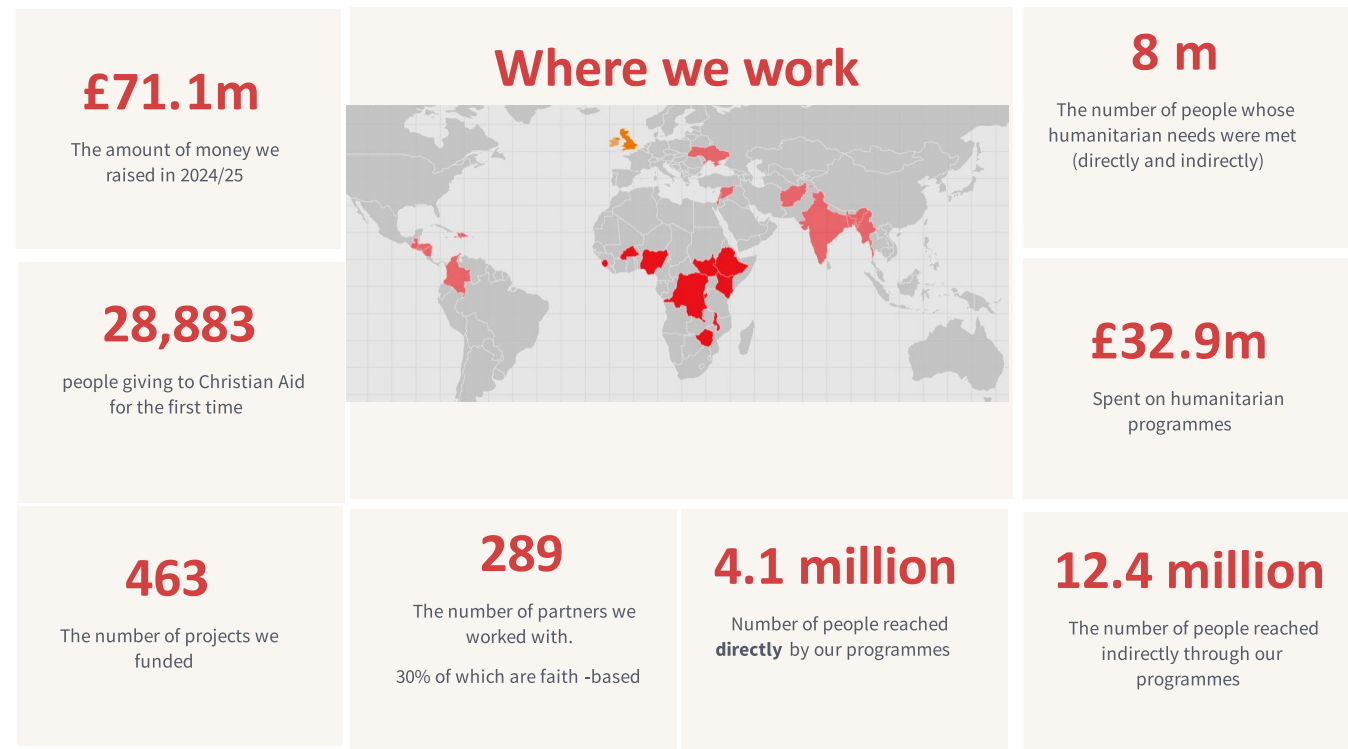 £71.1m
The amount of money we
raised in 2024/25
Where we work
8 m
The number of people whose
humanitarian needs were met
(directly and indirectly)
28,883
people giving to Christian Aid
for the first time
£32.9m
Spent on humanitarian
programmes
463
The number of projects we
funded
289
The number of partners we
worked with.
30% of which are faith -based
4.1 million
Number of people reached
directly by our programmes
12.4 million
The number of people reached
indirectly through our
programmes